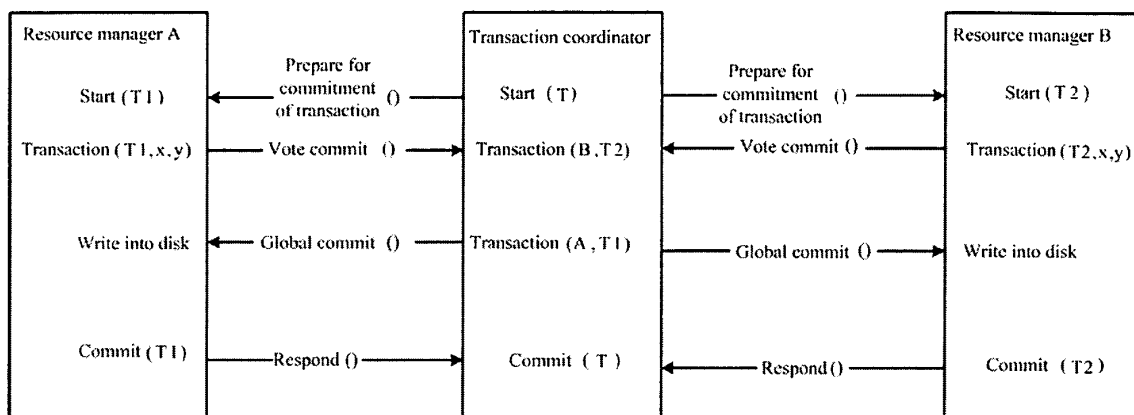 Resource manager A
Transaction coordinator
Resource manager B
Start (T1)
Prepare for
commitment ()
of transaction
Start (T)
Prepare for
commitment ()
of transaction
Start (T2)
Transaction (T1,x,y)
Vote commit ()
Transaction (B,T2)
Vote commit ()
Transaction (T2,x,y)
Write into disk
Global commit ()
Transaction (A,T1)
Global commit ()
Write into disk
Commit (T1)
Respond ()
Commit (T)
Respond ()
Commit (T2)